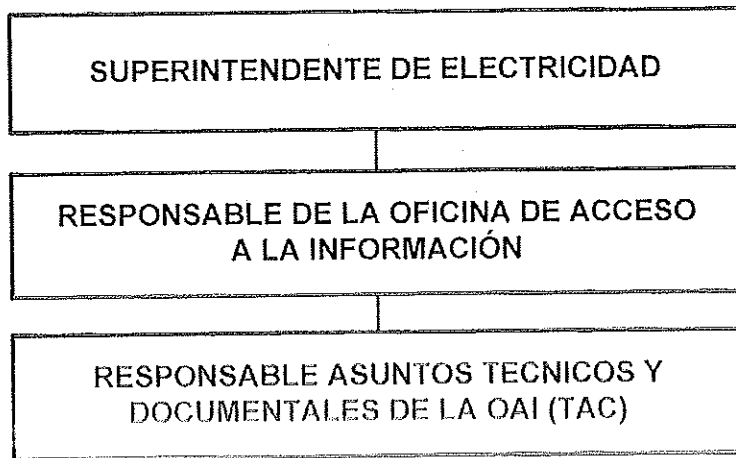 SUPERINTENDENTE DE ELECTRICIDAD
RESPONSABLE DE LA OFICINA DE ACCESO
A LA INFORMACIÓN
RESPONSABLE ASUNTOS TECNICOS Y
DOCUMENTALES DE LA OAI (TAC)